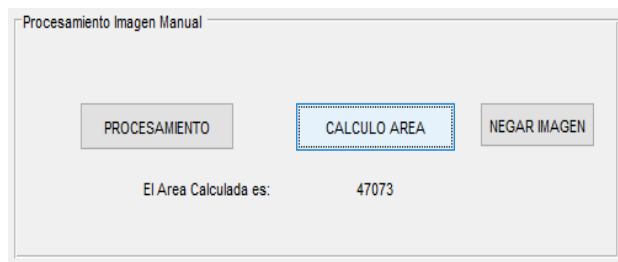 Procesamiento Imagen Manual
PROCESAMIENTO CALCULO AREA NEGAR IMAGEN
El Area Calculada es: 47073